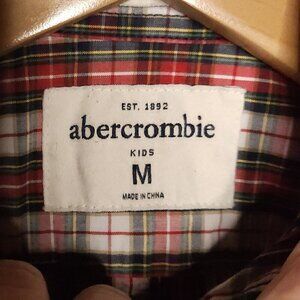 EST. 1892
abercrombie
KIDS
M
MADE IN CHINA